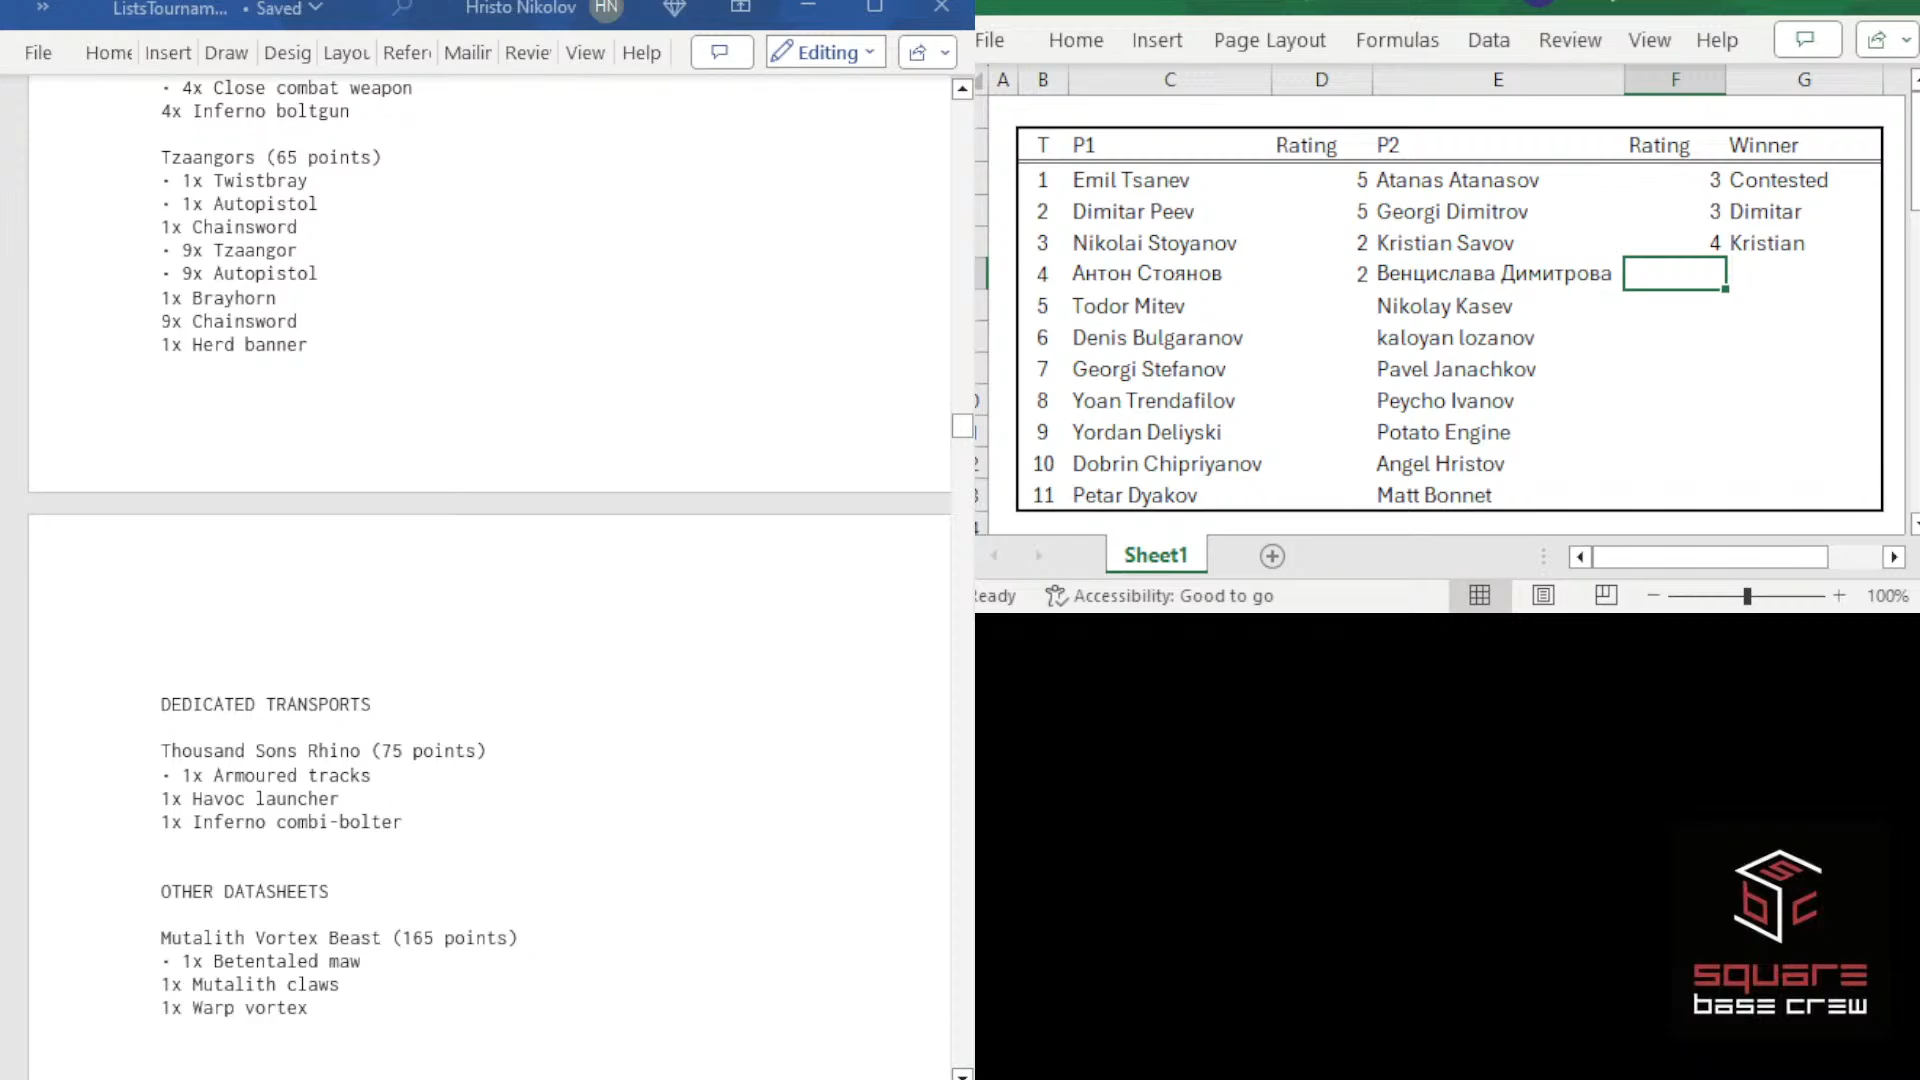 »
ListsTournam... • Saved
Hristo Nikolov
HN
File Home Insert Draw Desig Layou Refer Mailin Revie View Help
Editing
· 4x Close combat weapon
4x Inferno boltgun
Tzaangors (65 points)
· 1x Twistbray
· 1x Autopistol
1x Chainsword
· 9x Tzaangor
· 9x Autopistol
1x Brayhorn
9x Chainsword
1x Herd banner
DEDICATED TRANSPORTS
Thousand Sons Rhino (75 points)
· 1x Armoured tracks
1x Havoc launcher
1x Inferno combi-bolter
OTHER DATASHEETS
Mutalith Vortex Beast (165 points)
· 1x Betentaled maw
1x Mutalith claws
1x Warp vortex
File Home Insert Page Layout Formulas Data Review View Help
A B C D E F G
T P1 Rating P2 Rating Winner
1 Emil Tsanev 5 Atanas Atanasov 3 Contested
2 Dimitar Peev 5 Georgi Dimitrov 3 Dimitar
3 Nikolai Stoyanov 2 Kristian Savov 4 Kristian
4 Антон Стоянов 2 Венцислава Димитрова
5 Todor Mitev Nikolay Kasev
6 Denis Bulgaranov kaloyan lozanov
7 Georgi Stefanov Pavel Janachkov
8 Yoan Trendafilov Peycho Ivanov
9 Yordan Deliyski Potato Engine
10 Dobrin Chipriyanov Angel Hristov
11 Petar Dyakov Matt Bonnet
Sheet1
eady Accessibility: Good to go 100%
sbc
square
base crew